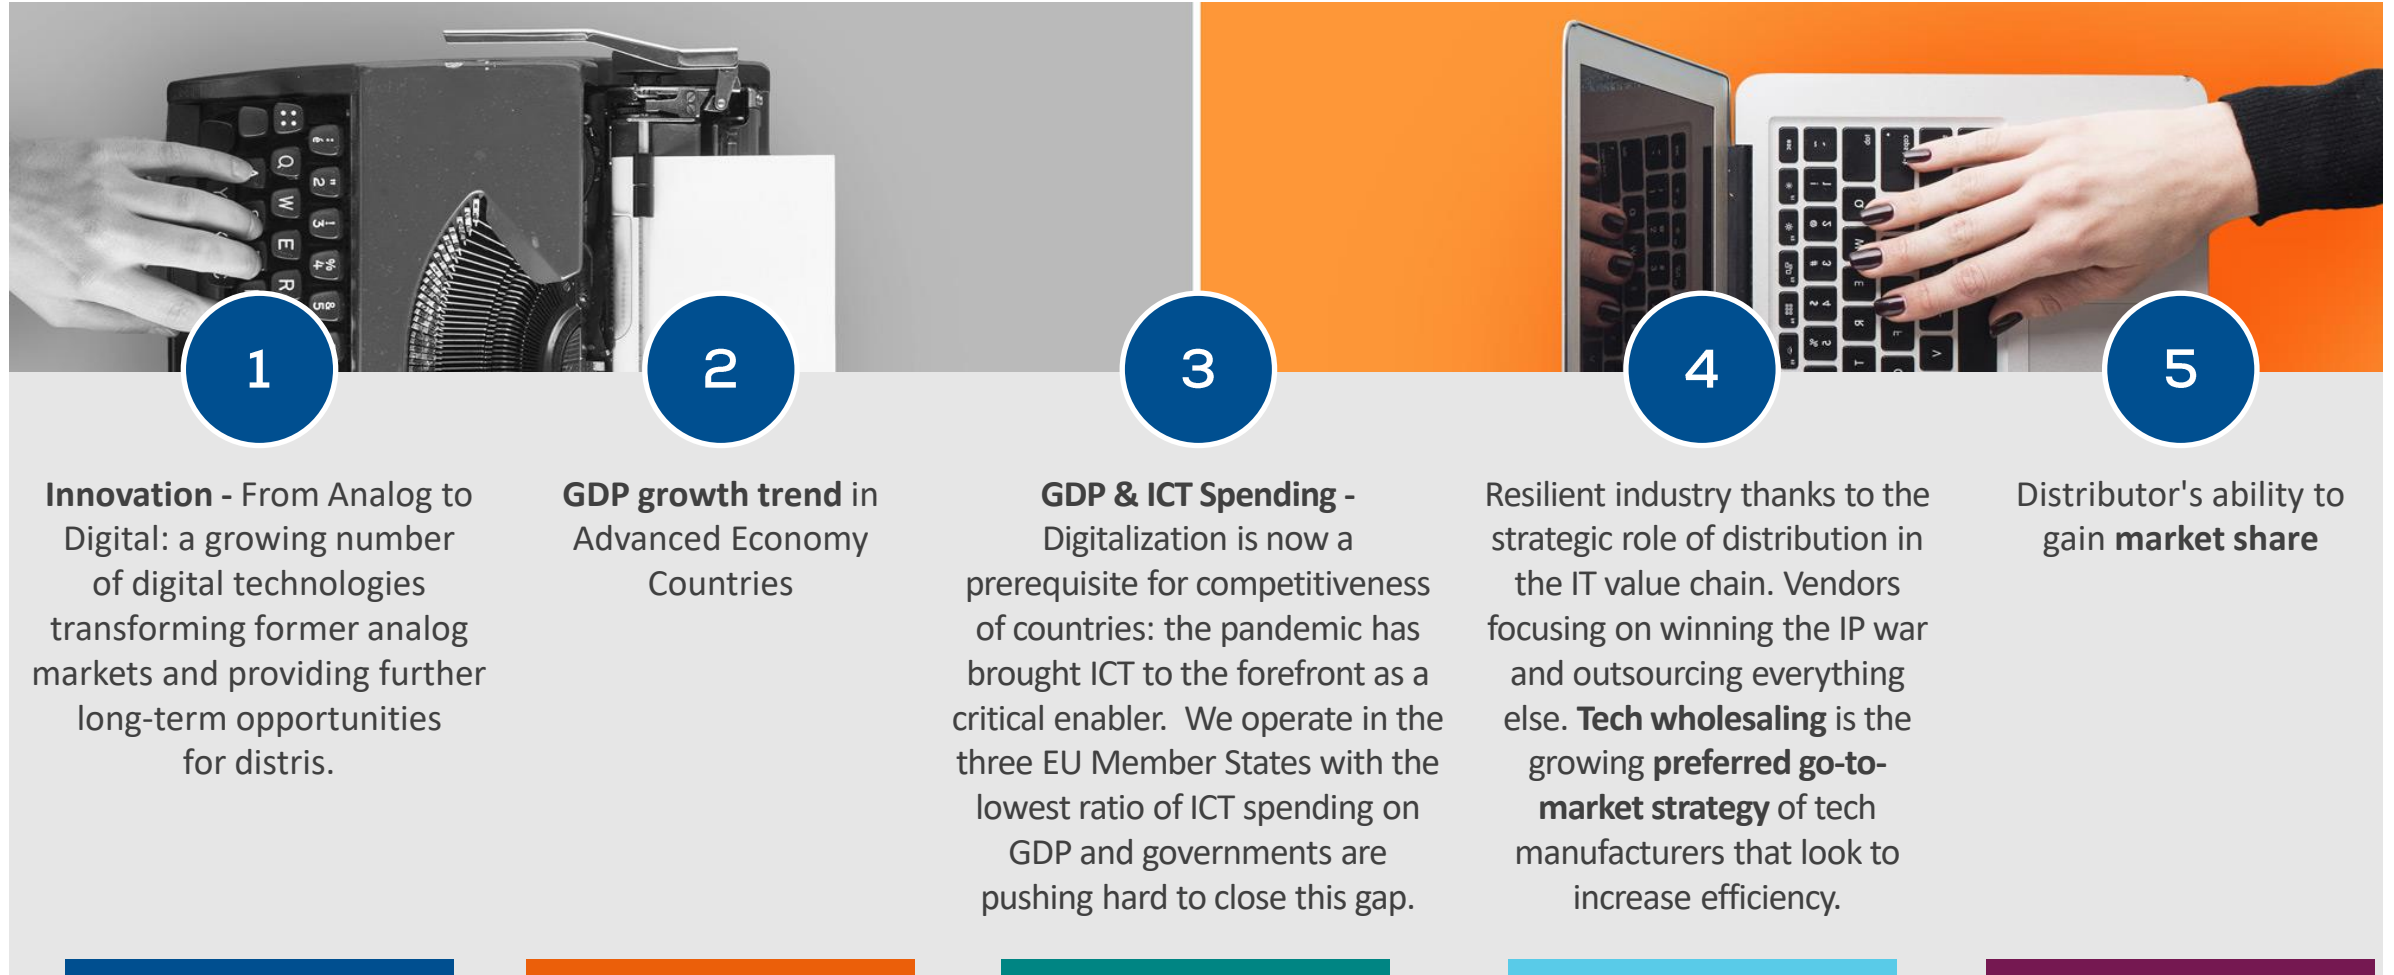 1
Innovation - From Analog to
Digital: a growing number
of digital technologies
transforming former analog
markets and providing further
long-term opportunities
for distris.
2
GDP growth trend in
Advanced Economy
Countries
3
GDP & ICT Spending -
Digitalization is now a
prerequisite for competitiveness
of countries: the pandemic has
brought ICT to the forefront as a
critical enabler.  We operate in the
three EU Member States with the
lowest ratio of ICT spending on
GDP and governments are
pushing hard to close this gap.
4
Resilient industry thanks to the
strategic role of distribution in
the IT value chain. Vendors
focusing on winning the IP war
and outsourcing everything
else. Tech wholesaling is the
growing preferred go-to-
market strategy of tech
manufacturers that look to
increase efficiency.
5
Distributor's ability to
gain market share